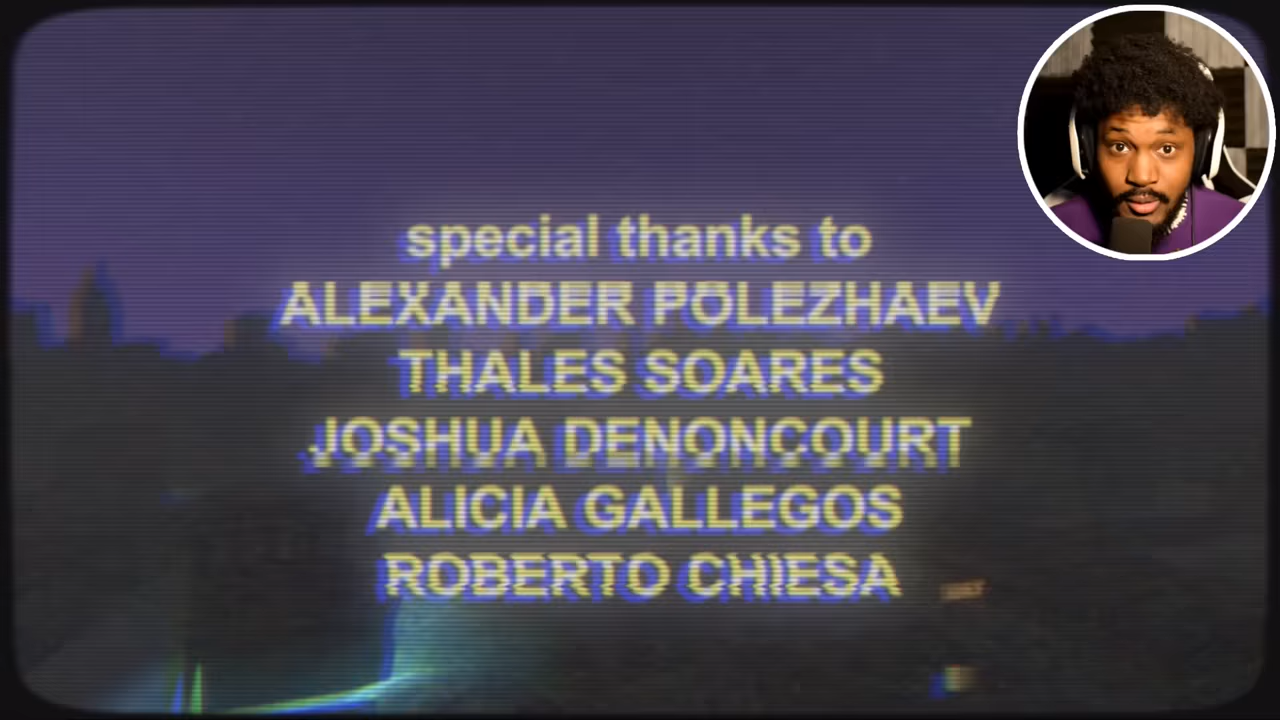 special thanks to
ALEXANDER POLEZHAEV
THALES SOARES
JOSHUA DENONCOURT
ALICIA GALLEGOS
ROBERTO CHIESA